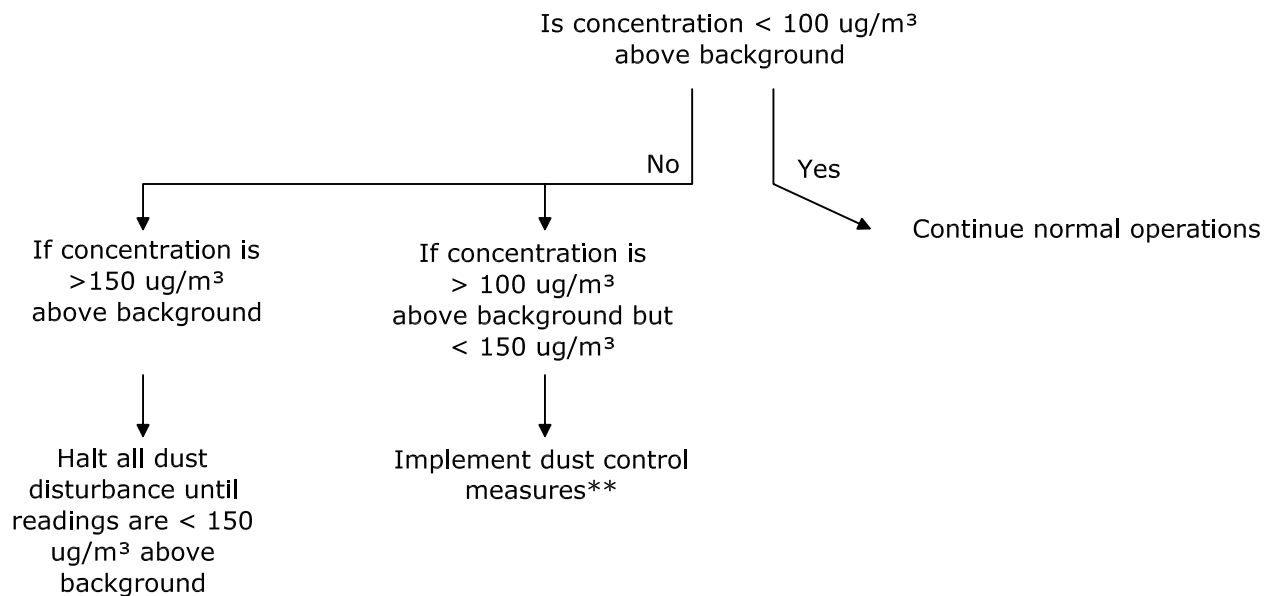 Is concentration < 100 ug/m³
above background
No
Yes
Continue normal operations
If concentration is
>150 ug/m³
above background
If concentration is
> 100 ug/m³
above background but
< 150 ug/m³
Halt all dust
disturbance until
readings are < 150
ug/m³ above
background
Implement dust control
measures**